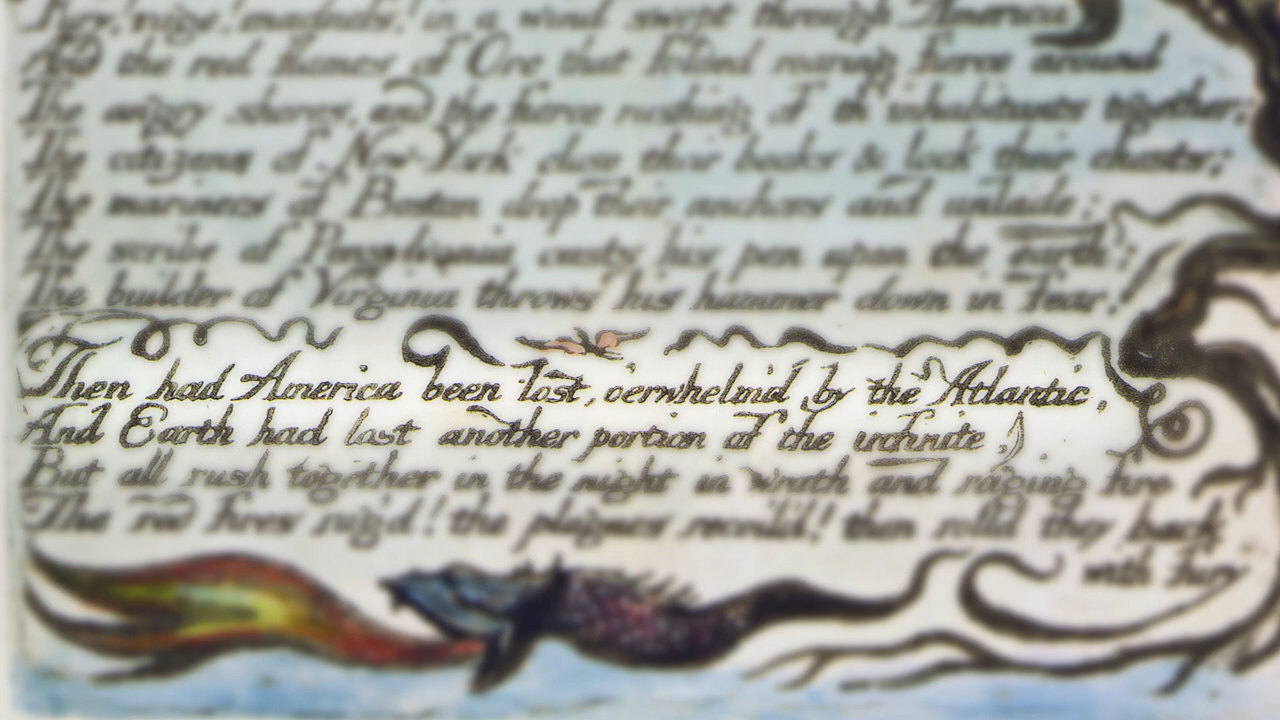 Fury! rage! madness! in a wind swept through America
And the red flames of Orc that folded roaring fierce around
The angry shores, and the fierce rushing of th' inhabitants together:
The citizens of New-York close their books & lock their chests;
The mariners of Boston drop their anchors and unlade;
The scribe of Pensylvania casts his pen upon the earth;
The builder of Virginia throws his hammer down in fear.
Then had America been lost, o'erwhelm'd by the Atlantic,
And Earth had lost another portion of the infinite,
But all rush together in the night in wrath and raging fire
The red fires rag'd! the plagues recoil'd! then rolld they back
with fury